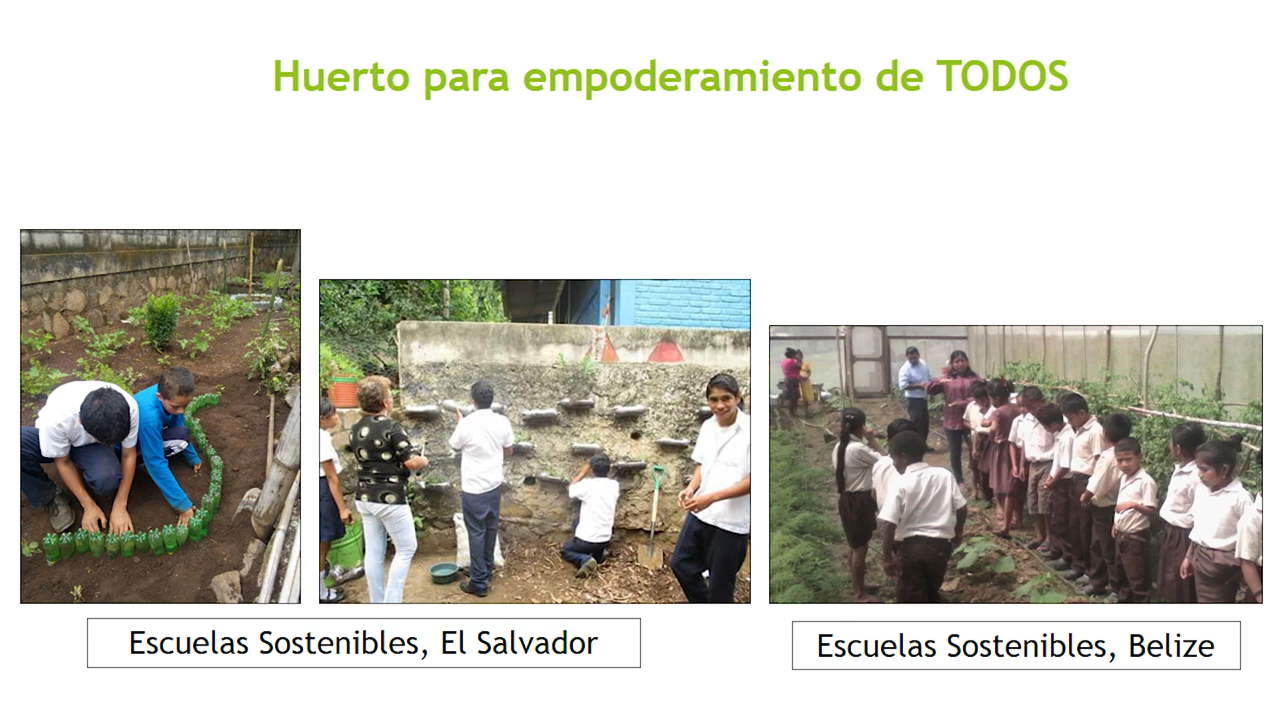 Huerto para empoderamiento de TODOS
Escuelas Sostenibles, El Salvador
Escuelas Sostenibles, Belize